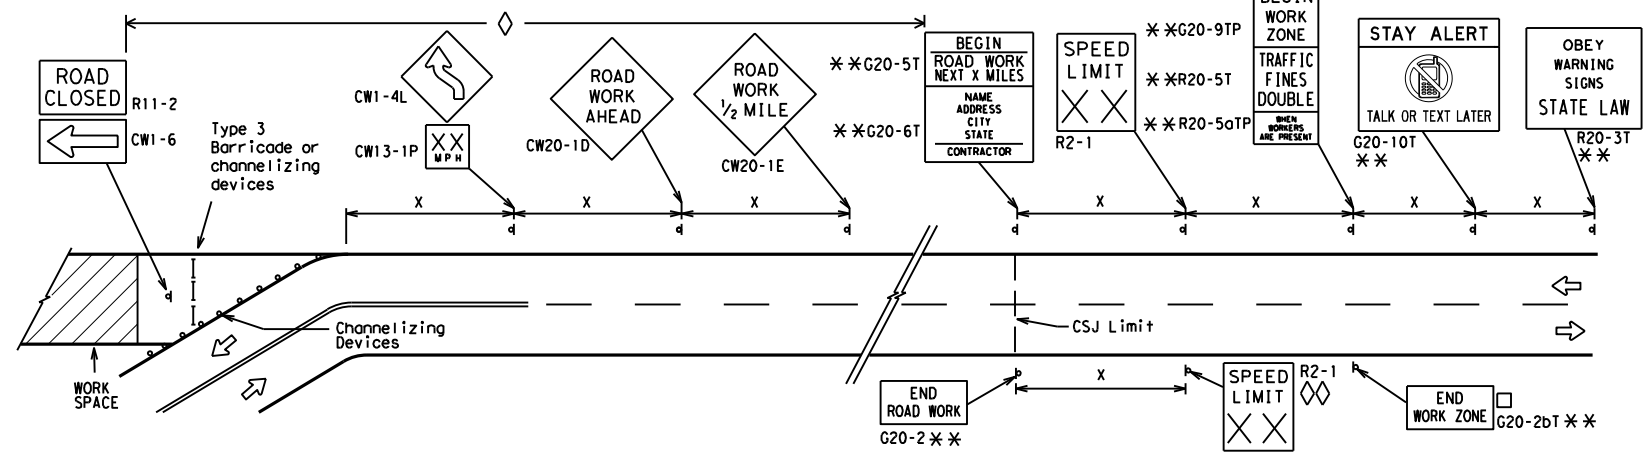 ROAD
CLOSED
R11-2
CW1-6
Type 3
Barricade or
channelizing
devices
CW1-4L
XX
MPH
CW13-1P
ROAD
WORK
AHEAD
CW20-1D
ROAD
WORK
1/2 MILE
CW20-1E
**G20-5T
BEGIN
ROAD WORK
NEXT X MILES
**G20-6T
NAME
ADDRESS
CITY
STATE
CONTRACTOR
SPEED
LIMIT
XX
R2-1
**G20-9TP
BEGIN
WORK
ZONE
**R20-5T
TRAFFIC
FINES
DOUBLE
**R20-5aTP
WHEN
WORKERS
ARE PRESENT
STAY ALERT
TALK OR TEXT LATER
G20-10T
**
OBEY
WARNING
SIGNS
STATE LAW
R20-3T
**
X
X
X
X
X
X
X
Channelizing
Devices
WORK
SPACE
CSJ Limit
X
END
ROAD WORK
G20-2 **
SPEED
LIMIT
XX
R2-1
END
WORK ZONE
G20-2bT **